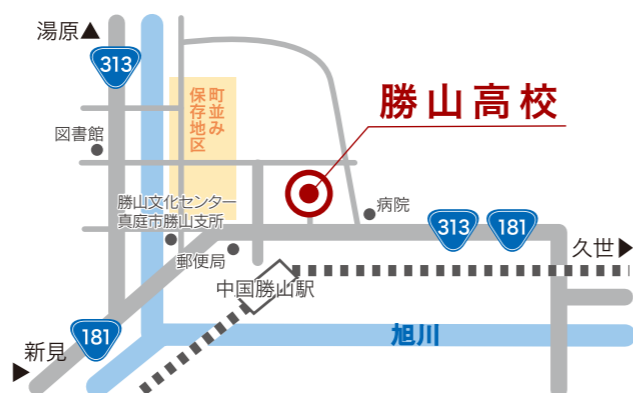 湯原▲
313
町並み
保存地区
勝山高校
図書館
勝山文化センター
真庭市勝山支所
病院
313
181
郵便局
久世▶
中国勝山駅
181
旭川
新見
▶